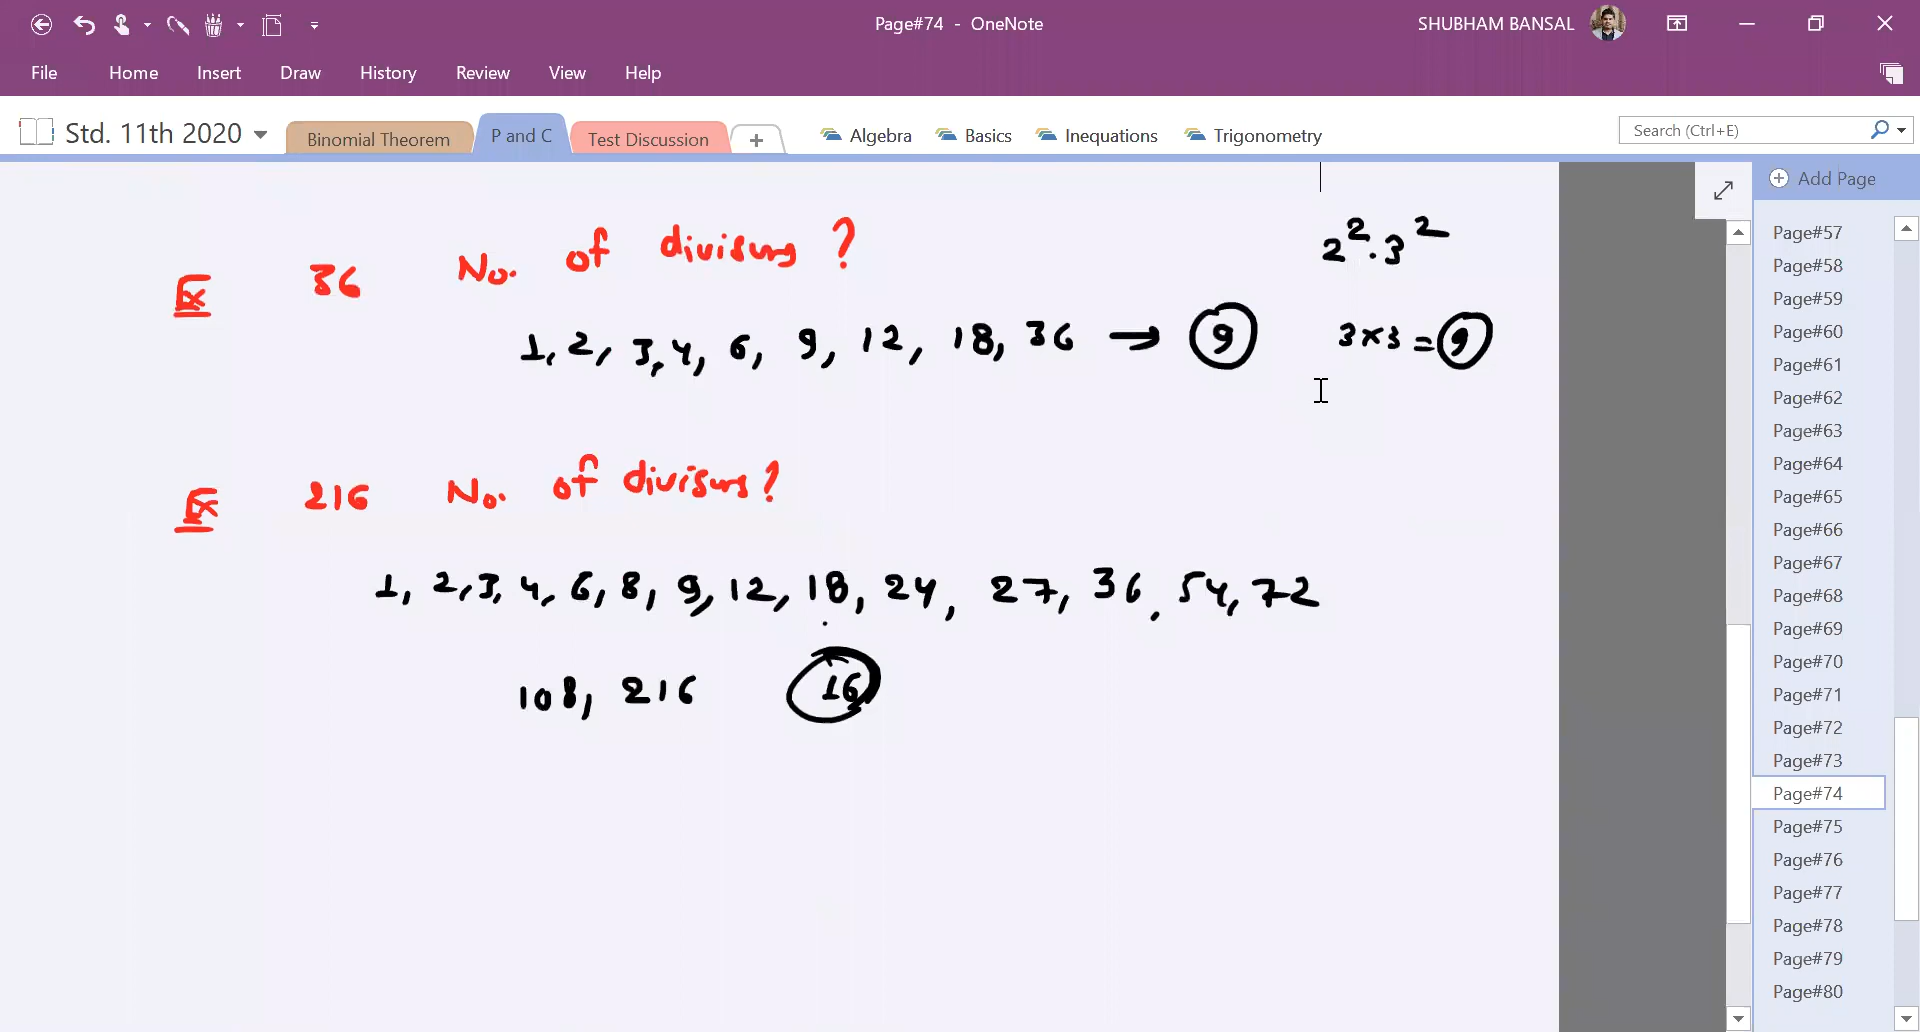 Page#74 - OneNote
SHUBHAM BANSAL
File Home Insert Draw History Review View Help
Std. 11th 2020 Binomial Theorem P and C Test Discussion + Algebra Basics Inequations Trigonometry Search (Ctrl+E)
Add Page
Ex 36 No. of divisors ? 2² · 3²
1, 2, 3, 4, 6, 9, 12, 18, 36 → 9 3×3 = 9
Ex 216 No. of divisors ?
1, 2, 3, 4, 6, 8, 9, 12, 18, 24, 27, 36, 54, 72
108, 216 16
Page#57
Page#58
Page#59
Page#60
Page#61
Page#62
Page#63
Page#64
Page#65
Page#66
Page#67
Page#68
Page#69
Page#70
Page#71
Page#72
Page#73
Page#74
Page#75
Page#76
Page#77
Page#78
Page#79
Page#80